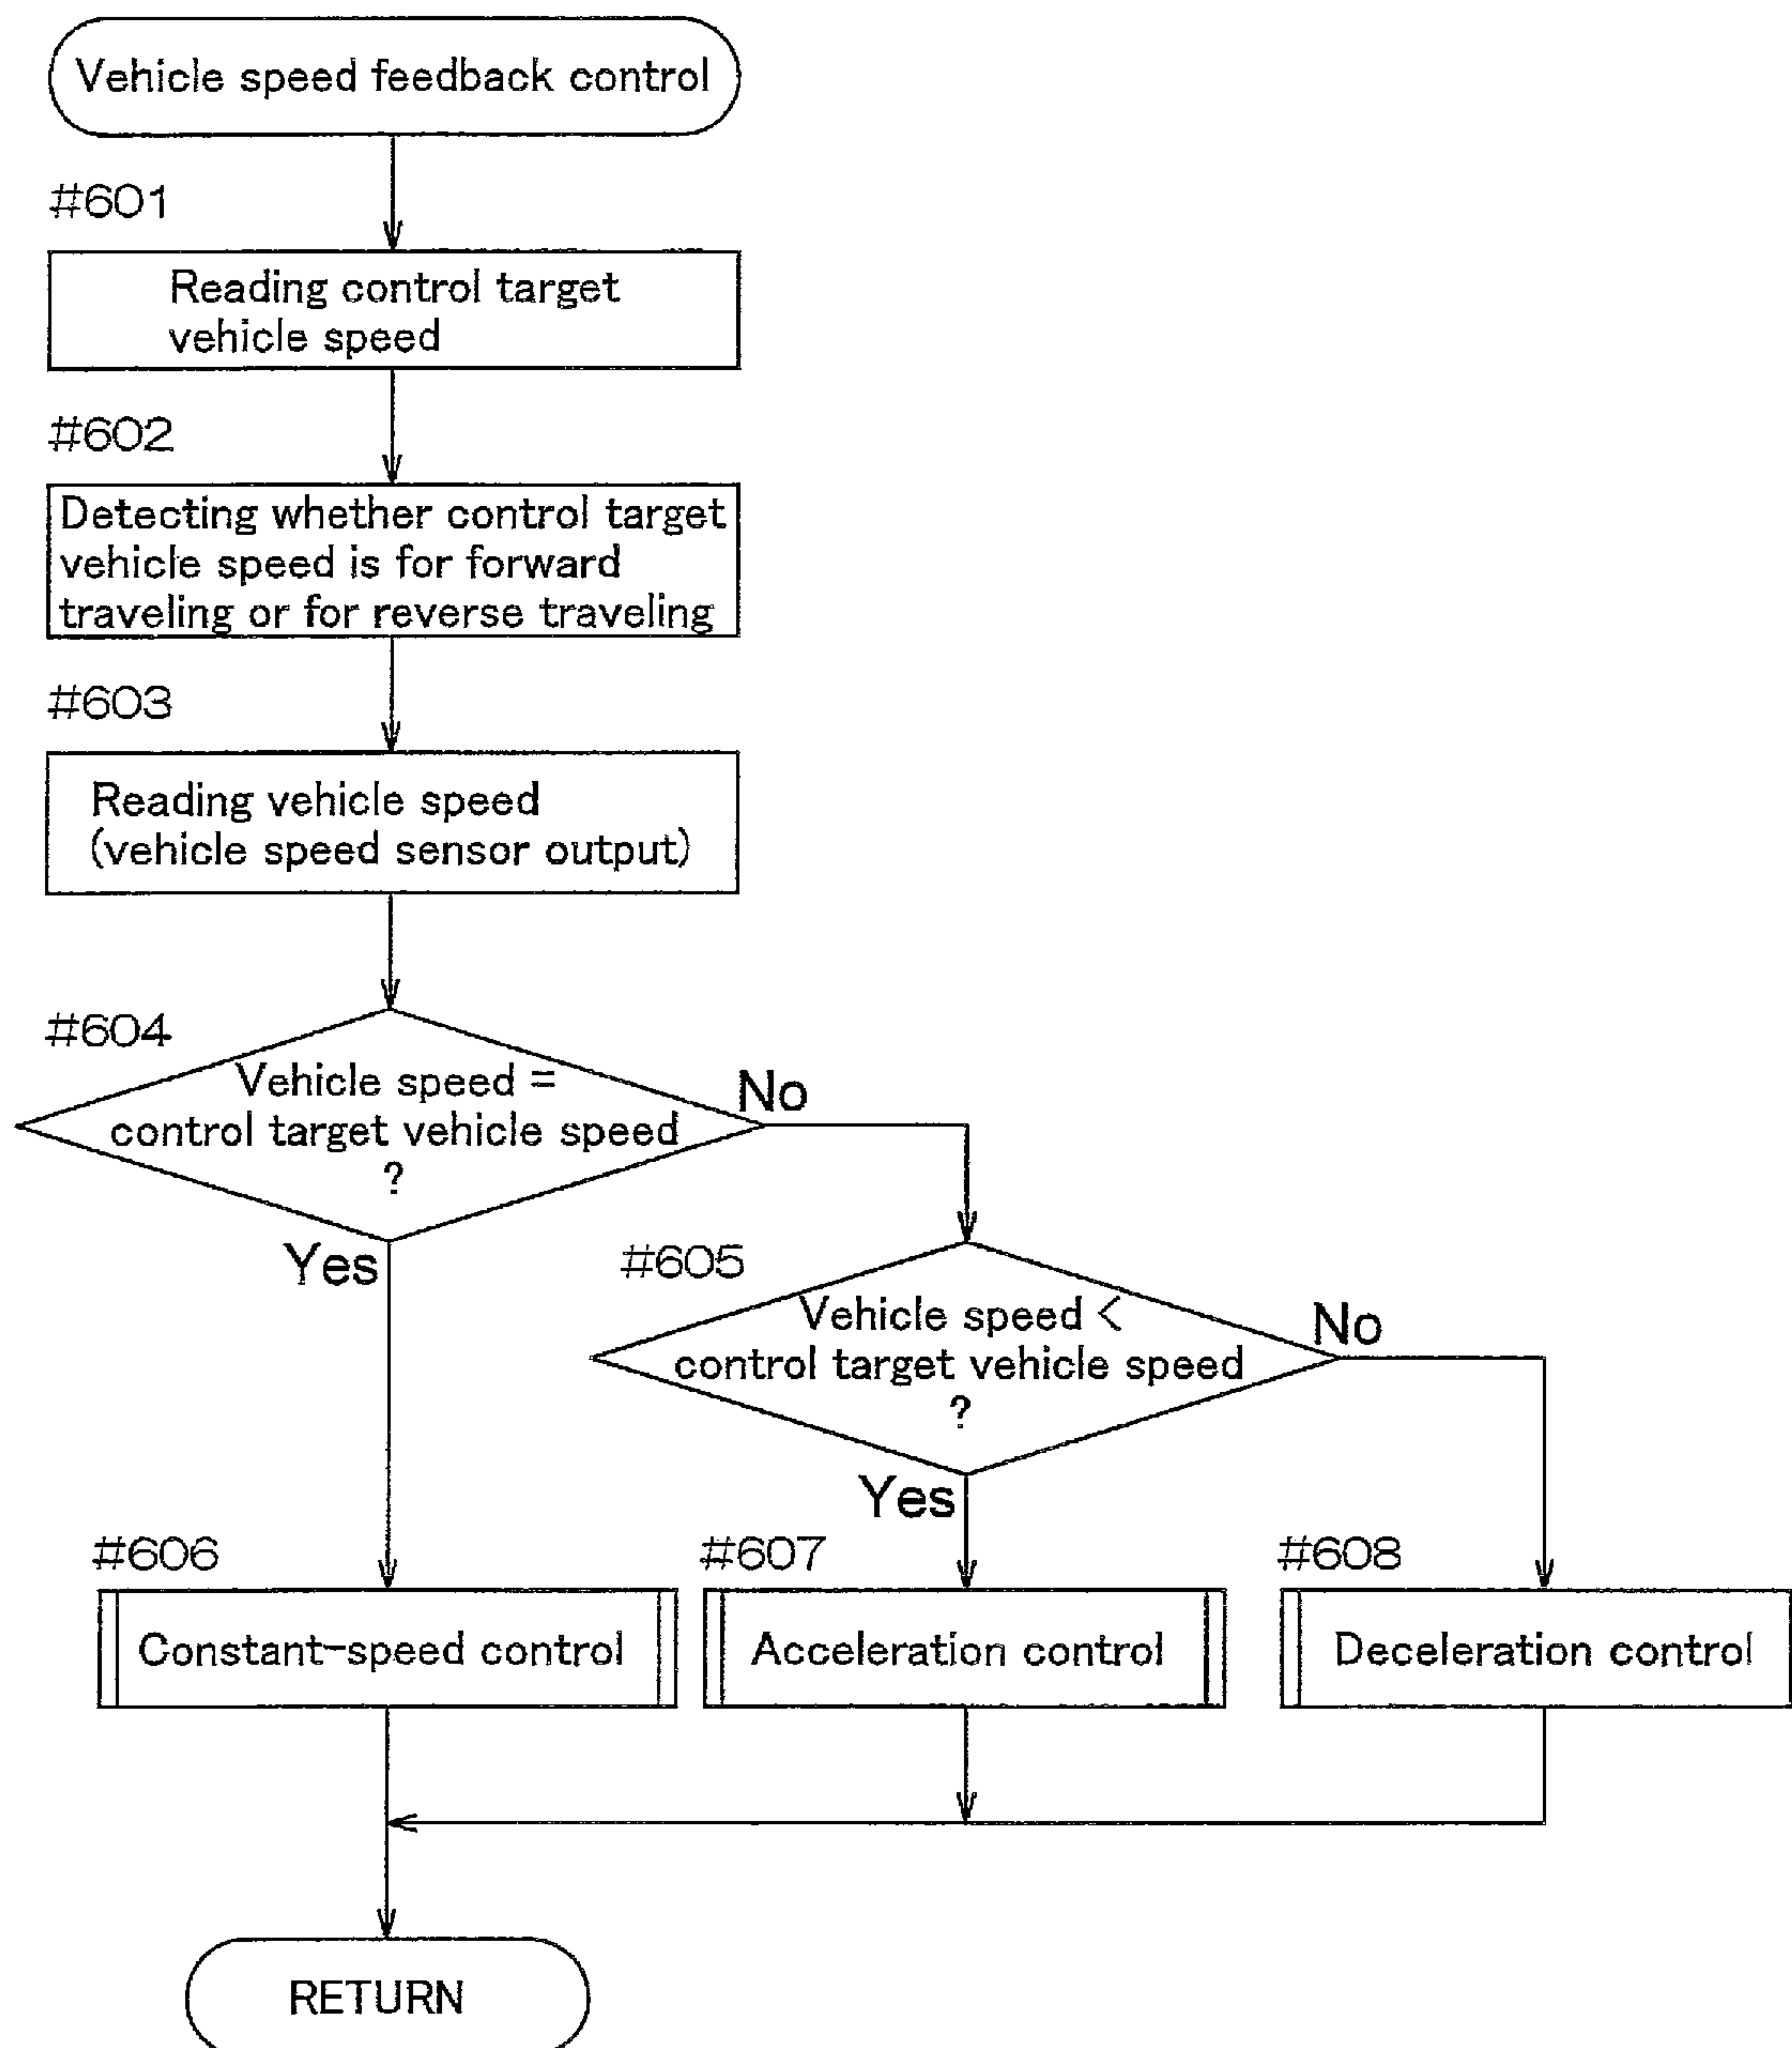 Vehicle speed feedback control
#601
Reading control target
vehicle speed
#602
Detecting whether control target
vehicle speed is for forward
traveling or for reverse traveling
#603
Reading vehicle speed
(vehicle speed sensor output)
#604
Vehicle speed =
control target vehicle speed
?
No
Yes
#605
Vehicle speed <
control target vehicle speed
?
No
Yes
#606
Constant-speed control
#607
Acceleration control
#608
Deceleration control
RETURN